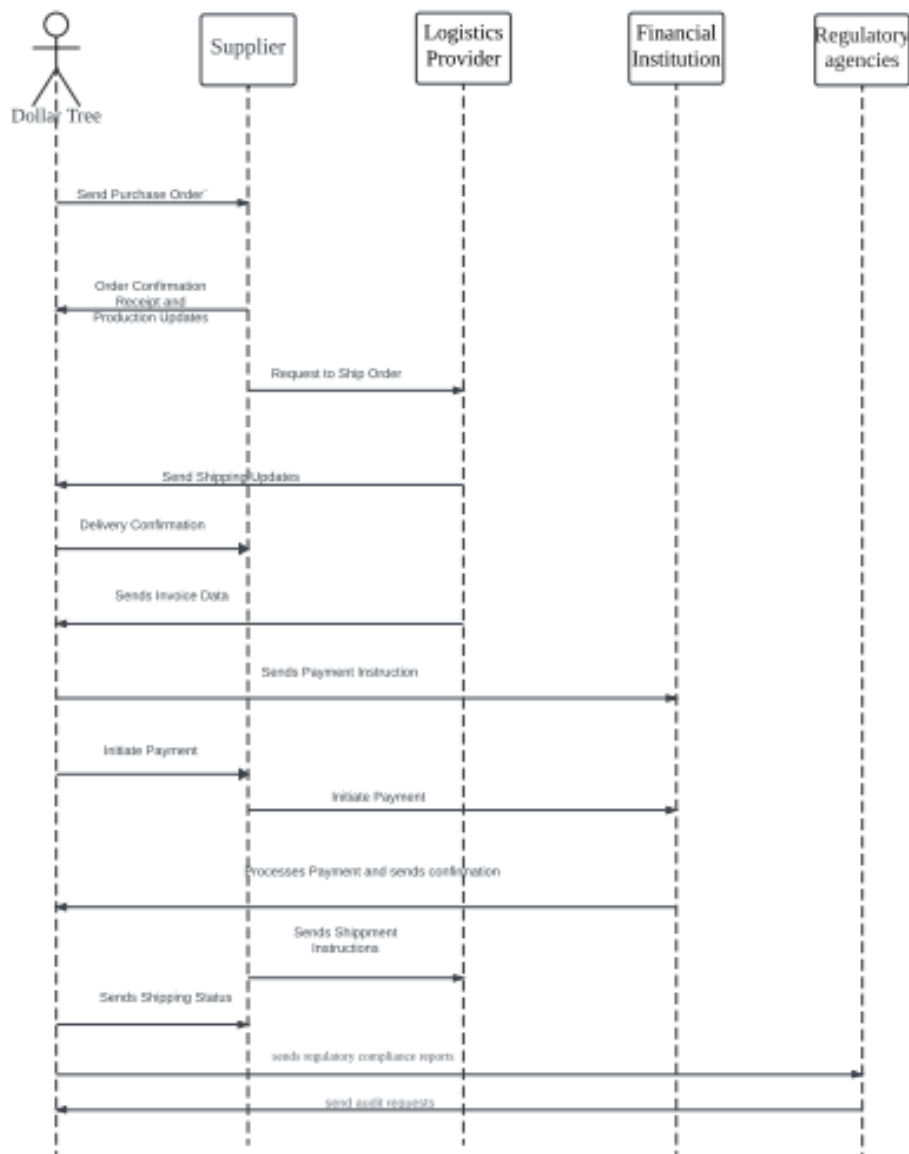 Supplier
Logistics
Provider
Financial
Institution
Regulatory
agencies
Dollar Tree
Send Purchase Order`
Order Confirmation
Receipt and
Production Updates
Request to Ship Order
Send Shipping Updates
Delivery Confirmation
Sends Invoice Data
Sends Payment Instruction
Initiate Payment
Initiate Payment
Processes Payment and sends confirmation
Sends Shippment
Instructions
Sends Shipping Status
sends regulatory compliance reports
send audit requests